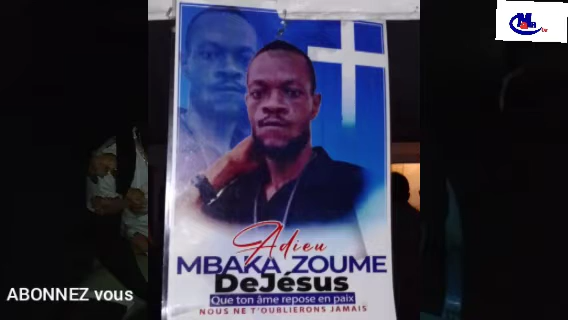 Adieu
MBAKA ZOUME
DeJésus
Que ton âme repose en paix
NOUS NE T'OUBLIERONS JAMAIS
ABONNEZ vous